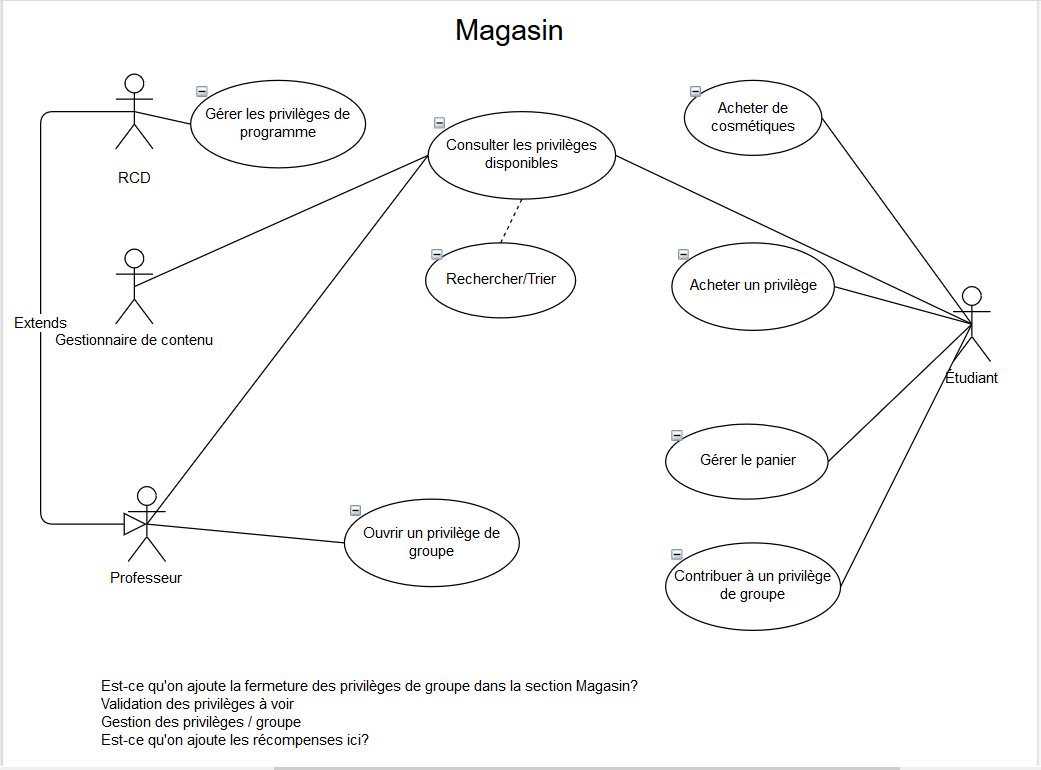 Magasin
Gérer les privilèges de
programme
RCD
Consulter les privilèges
disponibles
Acheter de
cosmétiques
Rechercher/Trier
Acheter un privilège
Extends
Gestionnaire de contenu
Étudiant
Gérer le panier
Ouvrir un privilège de
groupe
Professeur
Contribuer à un privilège
de groupe
Est-ce qu'on ajoute la fermeture des privilèges de groupe dans la section Magasin?
Validation des privilèges à voir
Gestion des privilèges / groupe
Est-ce qu'on ajoute les récompenses ici?